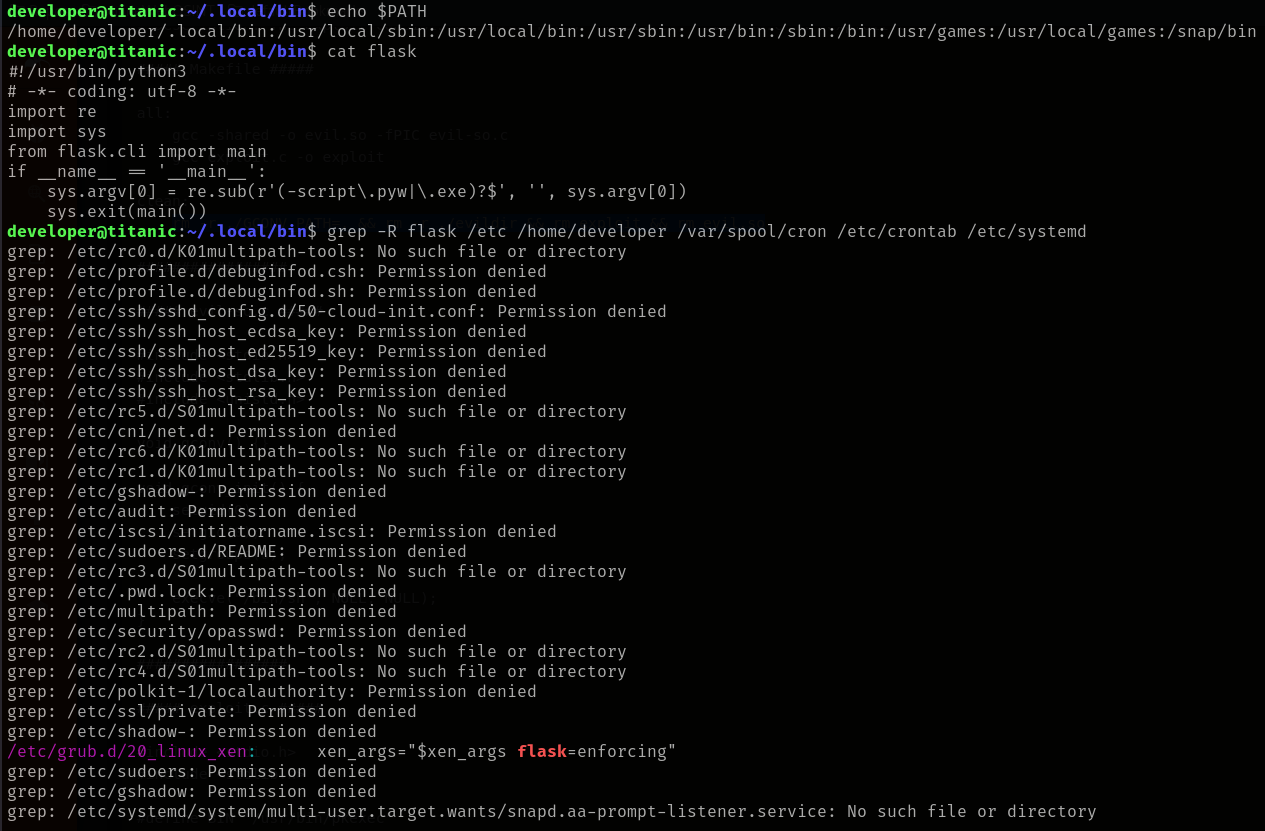 developer@titanic:~/.local/bin$ echo $PATH
/home/developer/.local/bin:/usr/local/sbin:/usr/local/bin:/usr/sbin:/usr/bin:/sbin:/bin:/usr/games:/usr/local/games:/snap/bin
developer@titanic:~/.local/bin$ cat flask
#!/usr/bin/python3
# -*- coding: utf-8 -*-
import re
import sys
from flask.cli import main
if __name__ == '__main__':
    sys.argv[0] = re.sub(r'(-script\.pyw|\.exe)?$', '', sys.argv[0])
    sys.exit(main())
developer@titanic:~/.local/bin$ grep -R flask /etc /home/developer /var/spool/cron /etc/crontab /etc/systemd
grep: /etc/rc0.d/K01multipath-tools: No such file or directory
grep: /etc/profile.d/debuginfod.csh: Permission denied
grep: /etc/profile.d/debuginfod.sh: Permission denied
grep: /etc/ssh/sshd_config.d/50-cloud-init.conf: Permission denied
grep: /etc/ssh/ssh_host_ecdsa_key: Permission denied
grep: /etc/ssh/ssh_host_ed25519_key: Permission denied
grep: /etc/ssh/ssh_host_dsa_key: Permission denied
grep: /etc/ssh/ssh_host_rsa_key: Permission denied
grep: /etc/rc5.d/S01multipath-tools: No such file or directory
grep: /etc/cni/net.d: Permission denied
grep: /etc/rc6.d/K01multipath-tools: No such file or directory
grep: /etc/rc1.d/K01multipath-tools: No such file or directory
grep: /etc/gshadow-: Permission denied
grep: /etc/audit: Permission denied
grep: /etc/iscsi/initiatorname.iscsi: Permission denied
grep: /etc/sudoers.d/README: Permission denied
grep: /etc/rc3.d/S01multipath-tools: No such file or directory
grep: /etc/.pwd.lock: Permission denied
grep: /etc/multipath: Permission denied
grep: /etc/security/opasswd: Permission denied
grep: /etc/rc2.d/S01multipath-tools: No such file or directory
grep: /etc/rc4.d/S01multipath-tools: No such file or directory
grep: /etc/polkit-1/localauthority: Permission denied
grep: /etc/ssl/private: Permission denied
grep: /etc/shadow-: Permission denied
/etc/grub.d/20_linux_xen:      xen_args="$xen_args flask=enforcing"
grep: /etc/sudoers: Permission denied
grep: /etc/gshadow: Permission denied
grep: /etc/systemd/system/multi-user.target.wants/snapd.aa-prompt-listener.service: No such file or directory